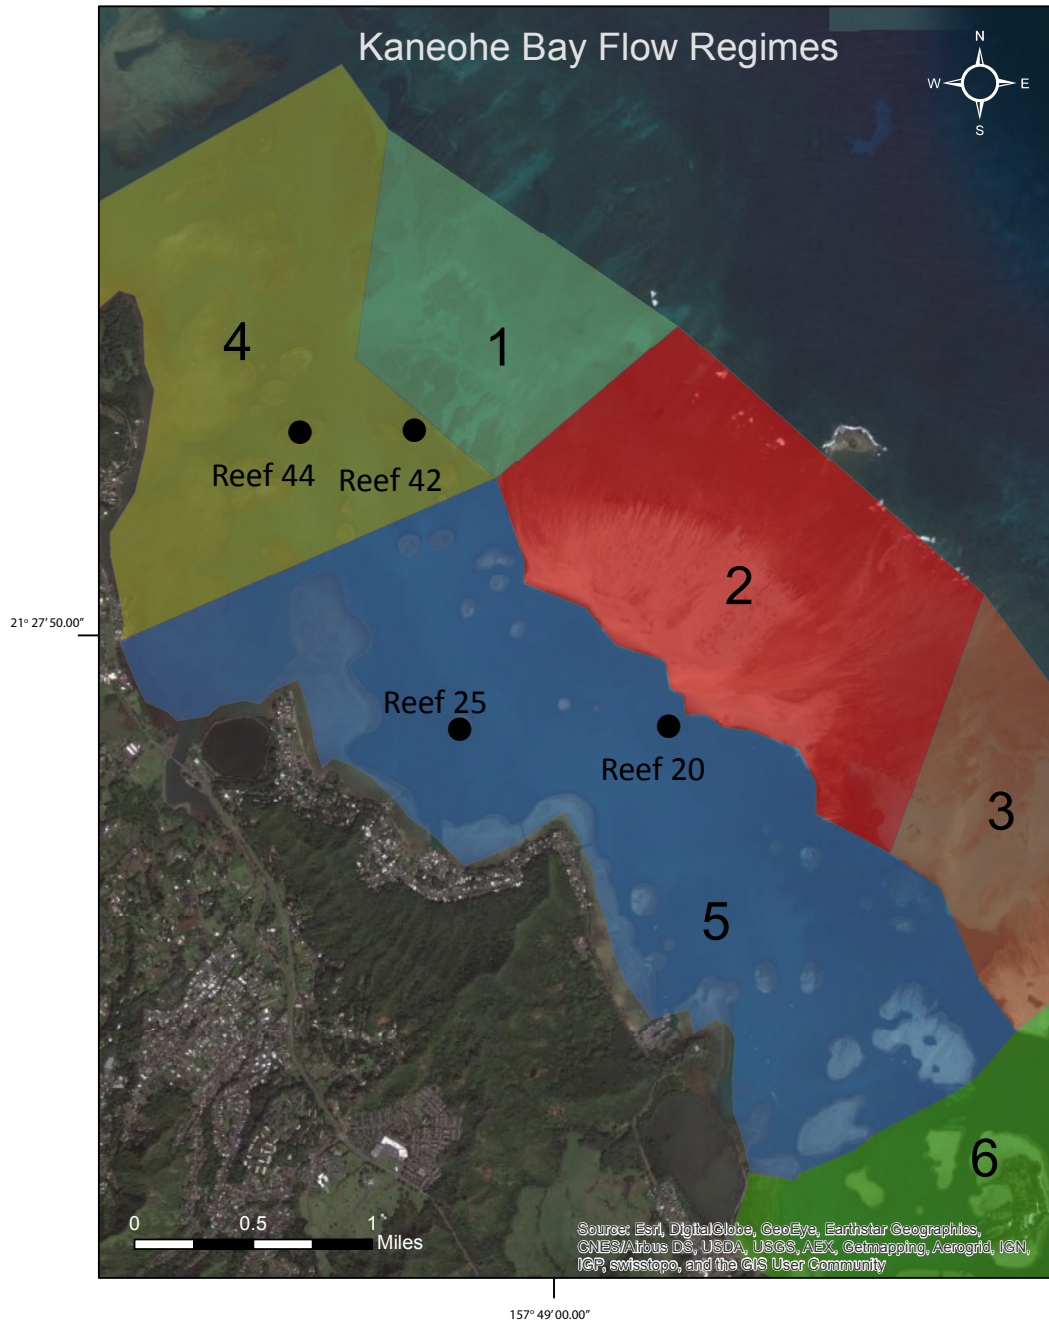 Kaneohe Bay Flow Regimes
N
W E
S
4
1
Reef 44 Reef 42
2
21° 27' 50.00"
Reef 25
Reef 20
3
5
6
0 0.5 1
Miles
Source: Esri, DigitalGlobe, GeoEye, Earthstar Geographics,
CNES/Airbus DS, USDA, USGS, AEX, Getmapping, Aerogrid, IGN,
IGP, swisstopo, and the GIS User Community
157° 49' 00.00"